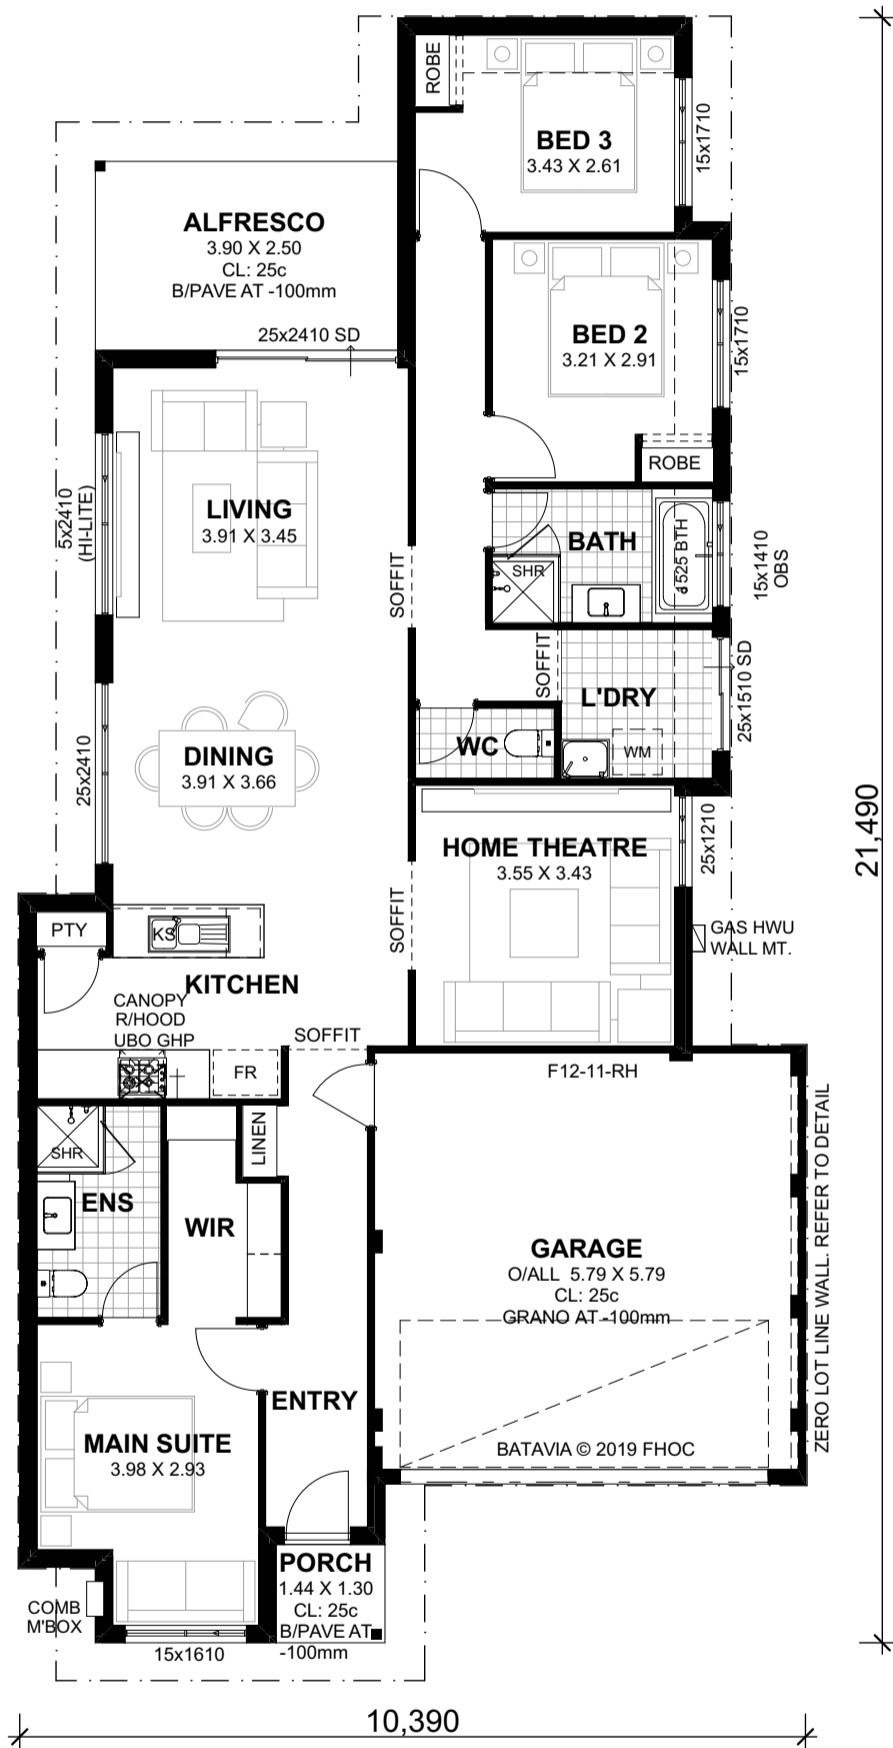 ROBE
BED 3
3.43 X 2.61
15x1710
ALFRESCO
3.90 X 2.50
CL: 25c
B/PAVE AT -100mm
25x2410 SD
BED 2
3.21 X 2.91
15x1710
ROBE
LIVING
3.91 X 3.45
5x2410
(HI-LITE)
SOFFIT
BATH
SHR
1525 BTH
15x1410
OBS
SOFFIT
L'DRY
25x1510 SD
WC
WM
DINING
3.91 X 3.66
25x2410
HOME THEATRE
3.55 X 3.43
25x1210
21,490
SOFFIT
PTY
KS
GAS HWU
WALL MT.
KITCHEN
CANOPY
R/HOOD
UBO GHP
SOFFIT
FR
F12-11-RH
LINEN
SHR
ENS
WIR
GARAGE
O/ALL 5.79 X 5.79
CL: 25c
GRANO AT -100mm
ZERO LOT LINE WALL. REFER TO DETAIL
ENTRY
MAIN SUITE
3.98 X 2.93
BATAVIA © 2019 FHOC
PORCH
1.44 X 1.30
CL: 25c
B/PAVE AT
-100mm
COMB
M'BOX
15x1610
10,390